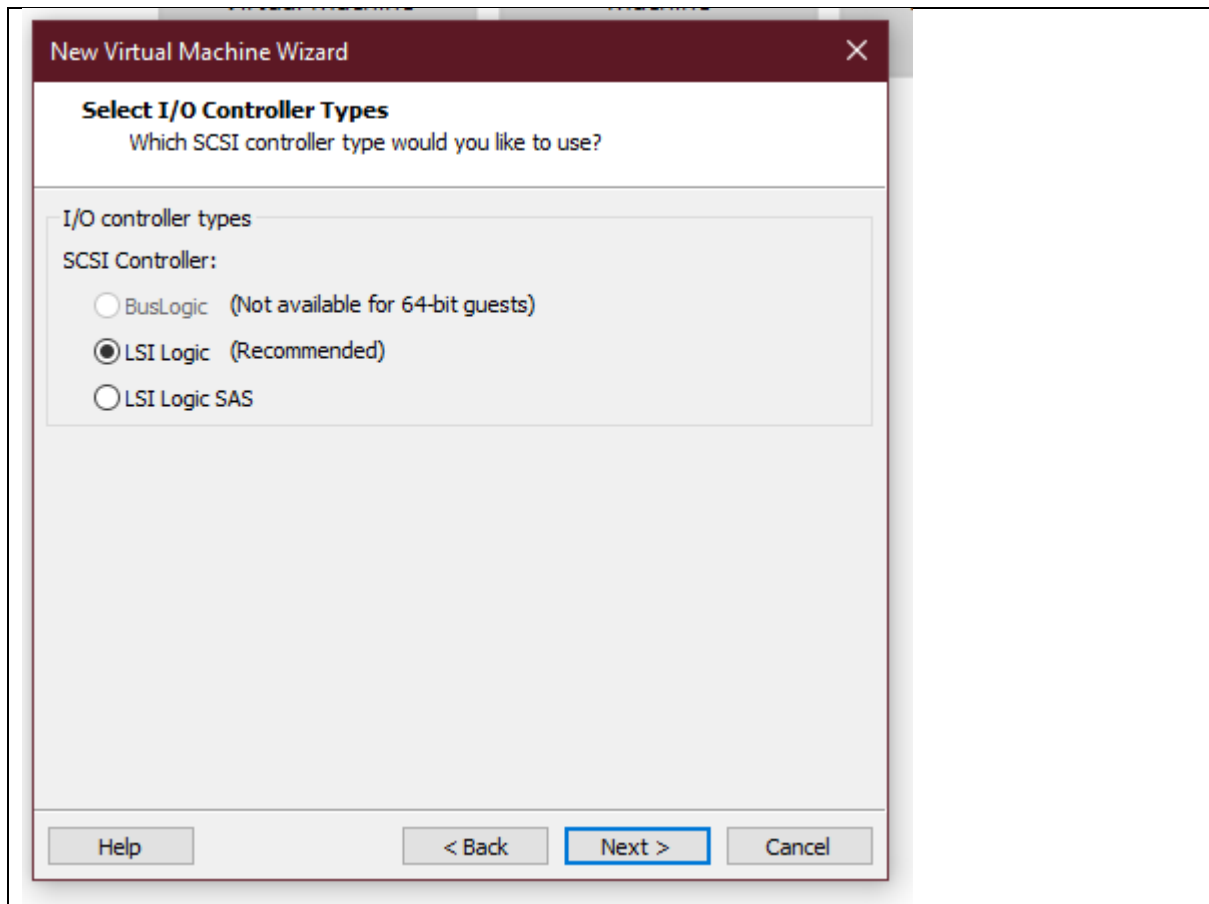 New Virtual Machine Wizard
Select I/O Controller Types
Which SCSI controller type would you like to use?
I/O controller types
SCSI Controller:
BusLogic (Not available for 64-bit guests)
LSI Logic (Recommended)
LSI Logic SAS
Help < Back Next > Cancel